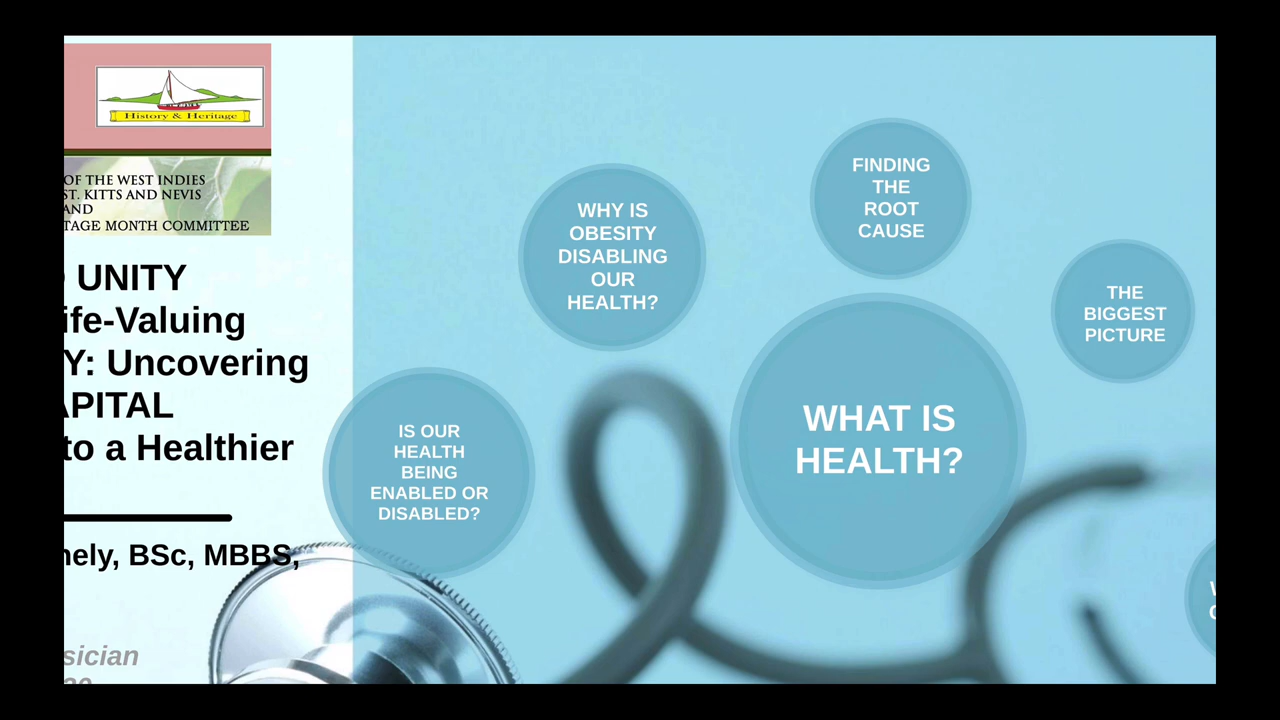 History & Heritage
OF THE WEST INDIES
ST. KITTS AND NEVIS
AND
TAGE MONTH COMMITTEE
UNITY
ife-Valuing
Y: Uncovering
APITAL
to a Healthier
nely, BSc, MBBS,
sician
IS OUR
HEALTH
BEING
ENABLED OR
DISABLED?
WHY IS
OBESITY
DISABLING
OUR
HEALTH?
WHAT IS
HEALTH?
FINDING
THE
ROOT
CAUSE
THE
BIGGEST
PICTURE